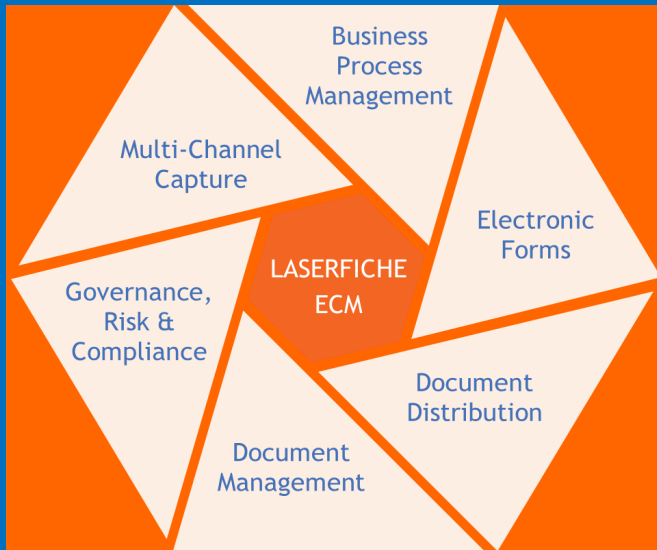 Business
Process
Management
Multi-Channel
Capture
Electronic
Forms
LASERFICHE
ECM
Governance,
Risk &
Compliance
Document
Distribution
Document
Management